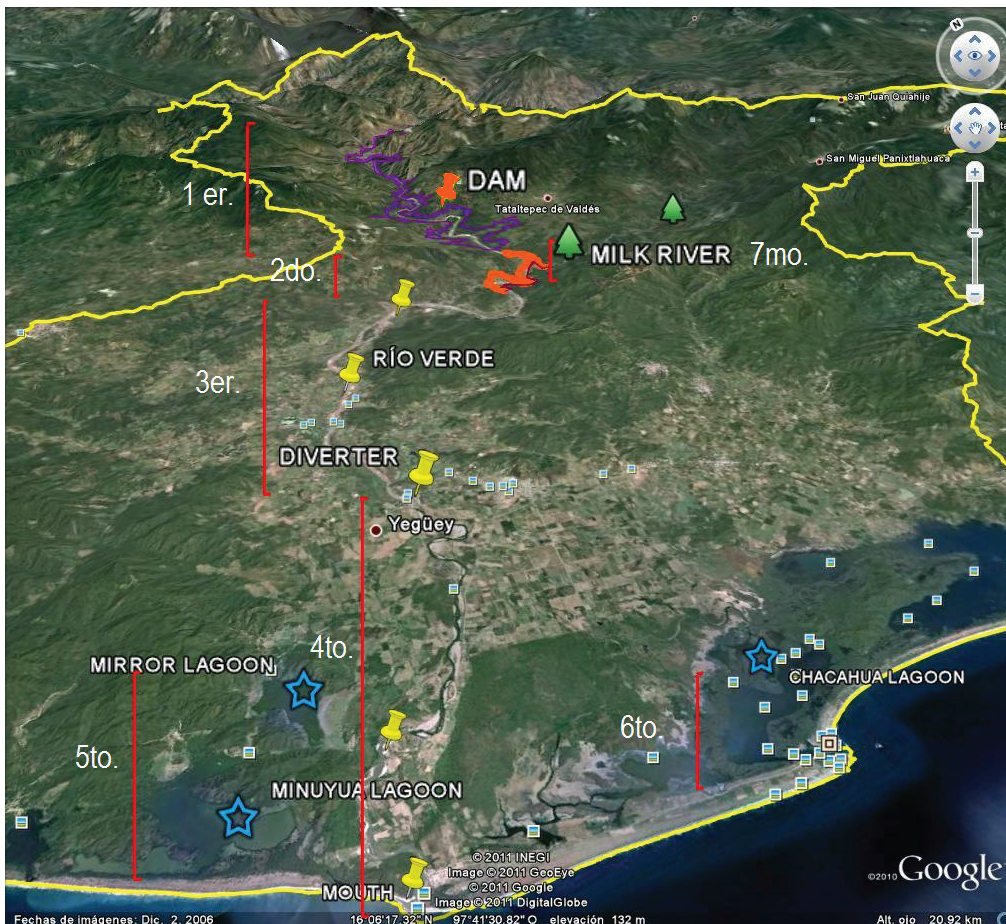 N
San Juan Quiahije
San Miguel Panixtlahuaca
1 er.
DAM
Tataltepec de Valdés
MILK RIVER
7mo.
2do.
RÍO VERDE
3er.
DIVERTER
Yegüey
4to.
MIRROR LAGOON
CHACAHUA LAGOON
5to.
6to.
MINUYUA LAGOON
© 2011 INEGI
Image © 2011 GeoEye
© 2011 Google
Image © 2011 DigitalGlobe
©2010 Google
MOUTH
Fechas de imágenes: Dic. 2, 2006
16°06'17.32" N 97°41'30.82" O elevación 132 m
Alt. ojo 20.92 km